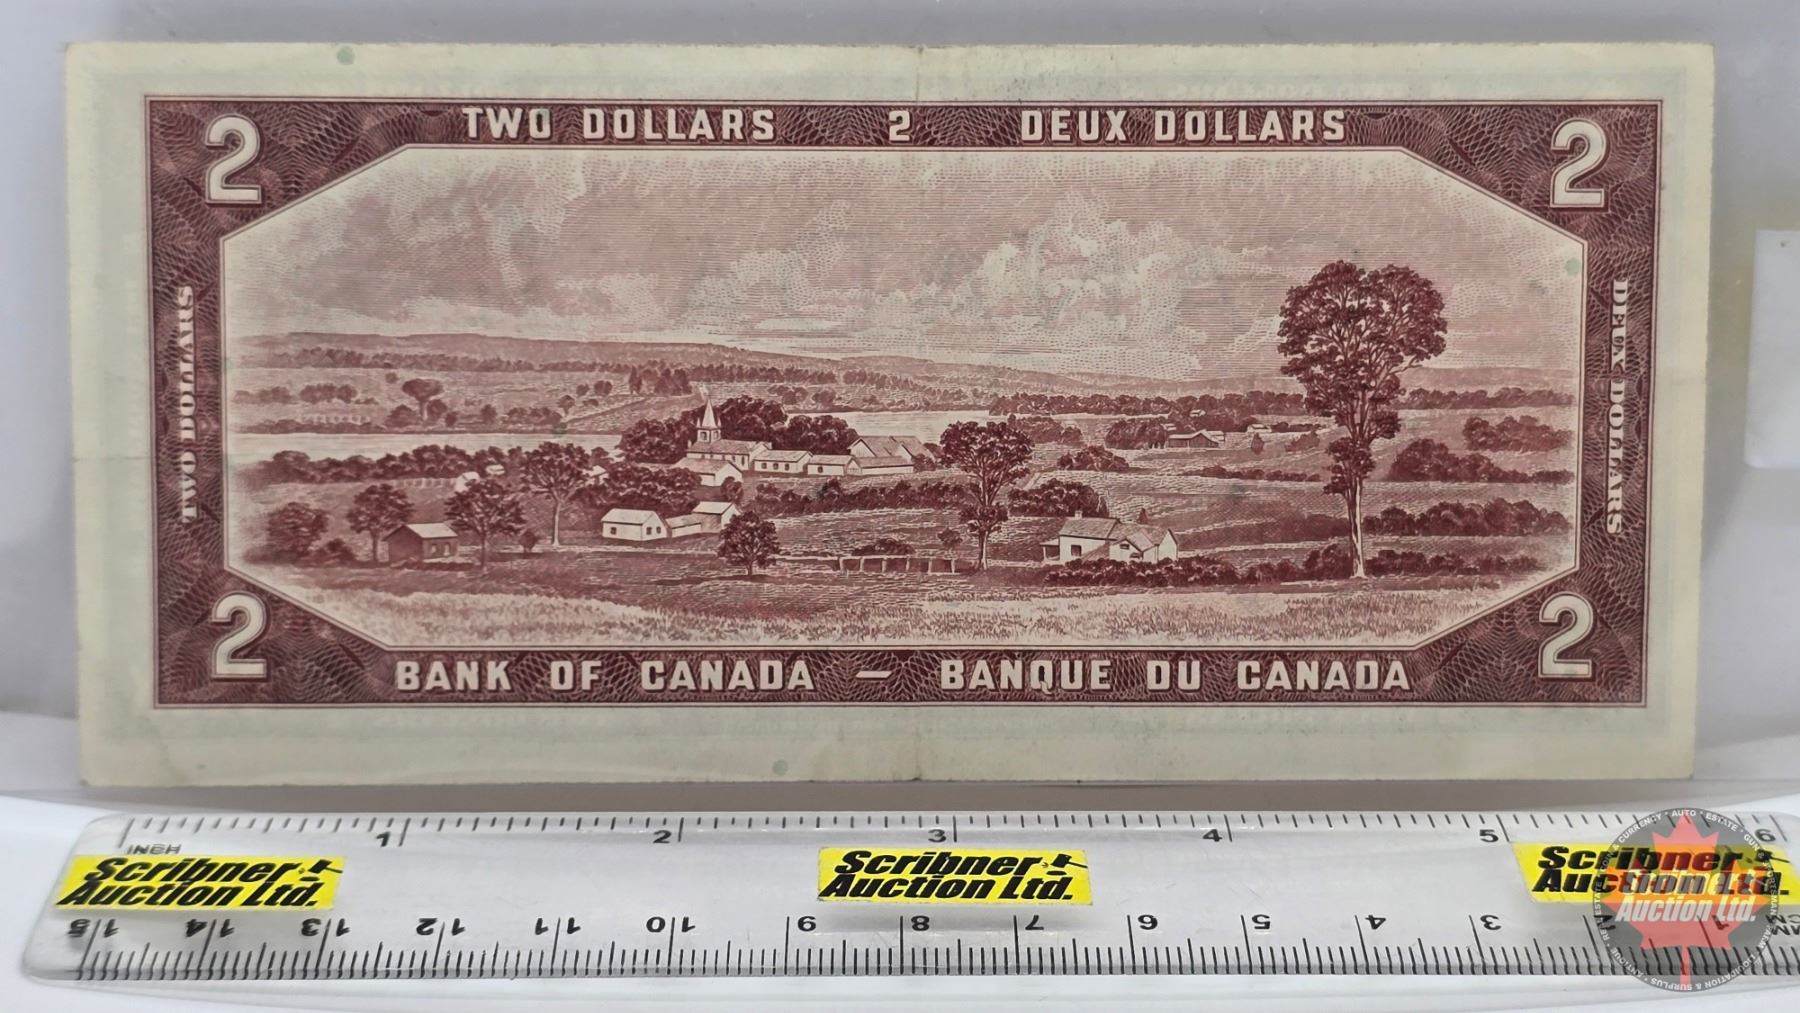 2 TWO DOLLARS 2 DEUX DOLLARS 2
TWO DOLLARS
DEUX DOLLARS
2 BANK OF CANADA — BANQUE DU CANADA 2
1 2 3 4 5 6
INCH
Scribner
Auction Ltd.
Scribner
Auction Ltd.
Scribner
Auction Ltd.
15 14 13 12 11 10 9 8 7 6 5 4 3 1
Auction Ltd.